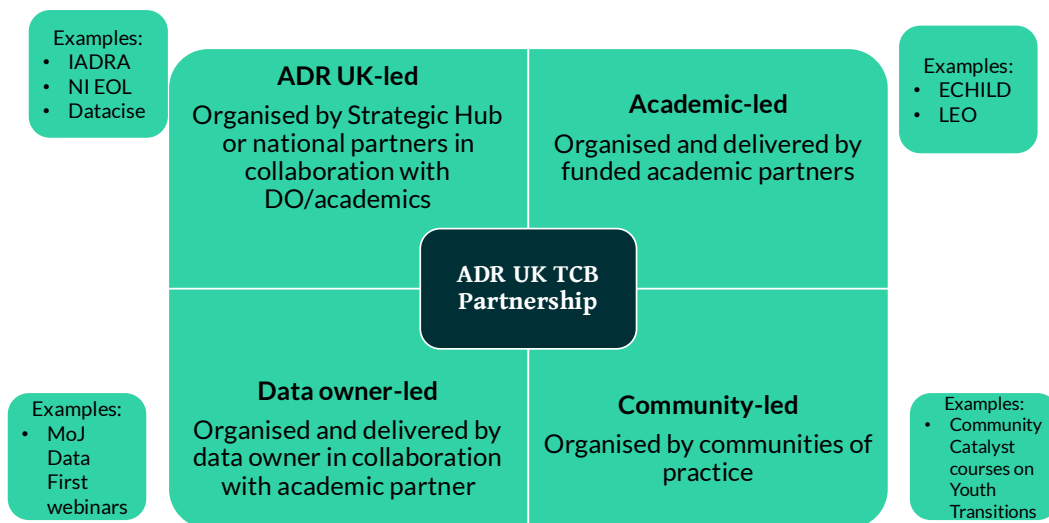 Examples:
• IADRA
• NI EOL
• Datacise
ADR UK-led
Organised by Strategic Hub
or national partners in
collaboration with
DO/academics
Academic-led
Organised and delivered by
funded academic partners
Examples:
• ECHILD
• LEO
ADR UK TCB
Partnership
Examples:
• MoJ
Data
First
webinars
Data owner-led
Organised and delivered by
data owner in collaboration
with academic partner
Community-led
Organised by communities of
practice
Examples:
• Community
Catalyst
courses on
Youth
Transitions